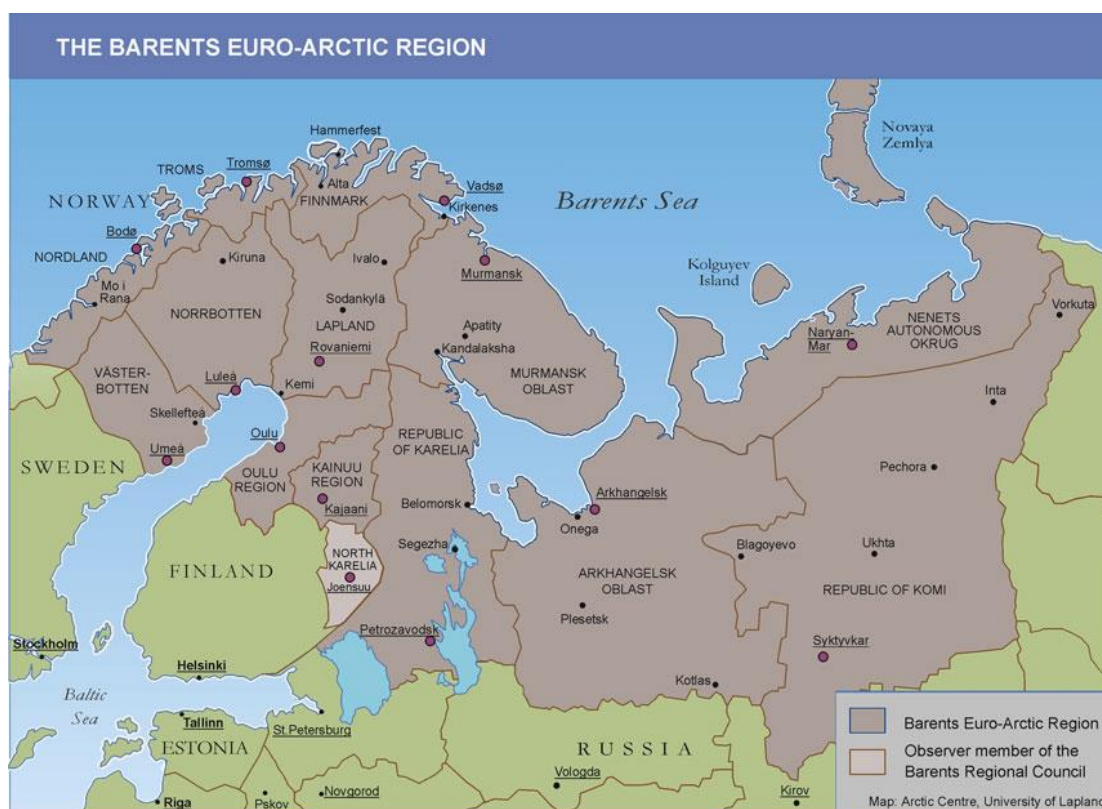 THE BARENTS EURO-ARCTIC REGION
Hammerfest
Novaya
Zemlya
TROMS
Tromsø
Alta
FINNMARK
Vadsø
Kirkenes
NORWAY
Barents Sea
Bodø
NORDLAND
Kiruna
Ivalo
Murmansk
Kolguyev
Island
Mo i
Rana
NORRBOTTEN
Sodankylä
LAPLAND
Rovaniemi
Apatity
Kandalaksha
MURMANSK
OBLAST
Naryan-
Mar
NENETS
AUTONOMOUS
OKRUG
Vorkuta
VÄSTER-
BOTTEN
Luleå
Kemi
Skellefteå
Inta
Umeå
Oulu
OULU
REGION
KAINUU
REGION
Kajaani
REPUBLIC
OF KARELIA
SWEDEN
Pechora
Belomorsk
Arkhangelsk
Onega
Segezha
Blagoyevo
Ukhta
FINLAND
NORTH
KARELIA
Joensuu
ARKHANGELSK
OBLAST
REPUBLIC OF KOMI
Plesetsk
Petrozavodsk
Syktyvkar
Stockholm
Helsinki
Kotlas
Baltic
Sea
Tallinn
ESTONIA
St.Petersburg
RUSSIA
Vologda
Riga
Pskov
Novgorod
Kirov
Barents Euro-Arctic Region
Observer member of the
Barents Regional Council
Map: Arctic Centre, University of Lapland